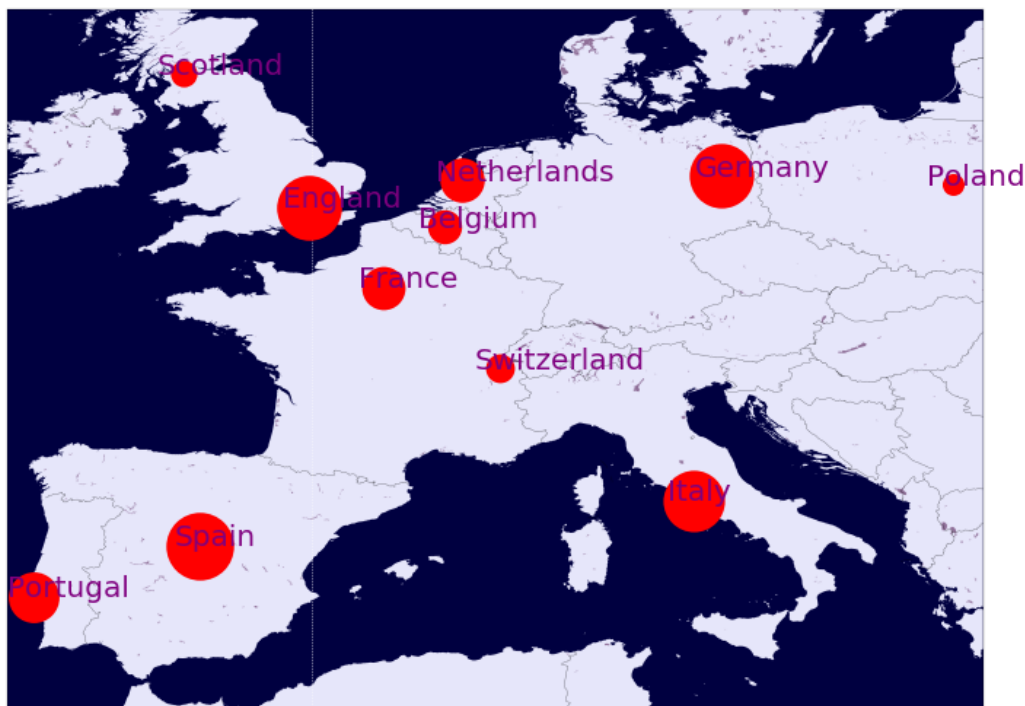 Scotland
Netherlands
Germany
Poland
England
Belgium
France
Switzerland
Italy
Spain
Portugal